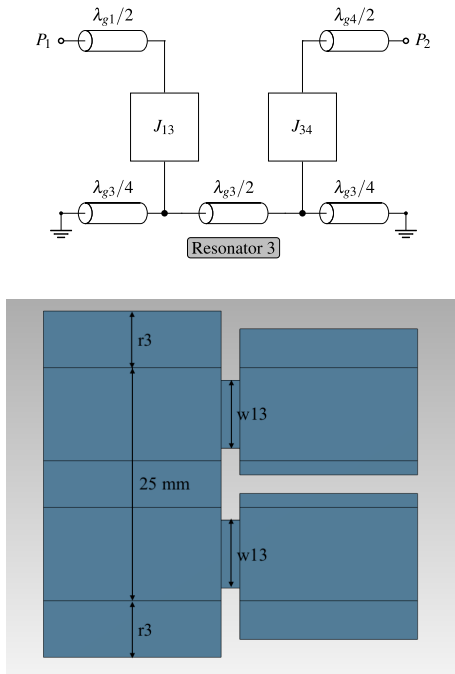 λg1/2 λg4/2
P1 P2
J13 J34
λg3/4 λg3/2 λg3/4
Resonator 3
r3
w13
25 mm
w13
r3